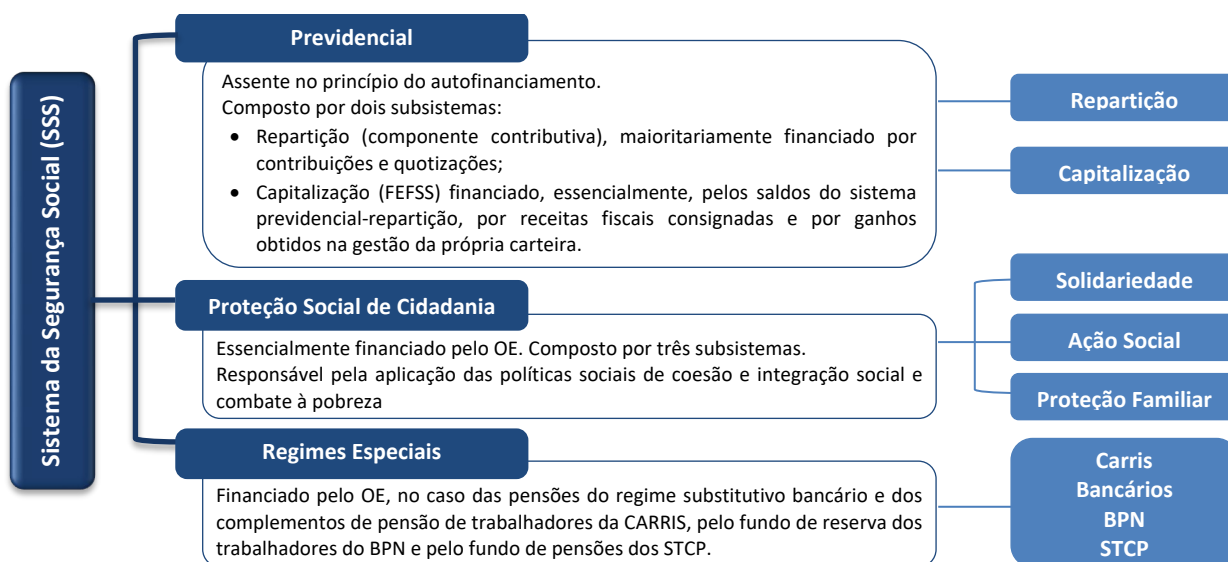 Sistema da Segurança Social (SSS)
Previdencial
Assente no princípio do autofinanciamento.
Composto por dois subsistemas:
• Repartição (componente contributiva), maioritariamente financiado por
contribuições e quotizações;
• Capitalização (FEFSS) financiado, essencialmente, pelos saldos do sistema
previdencial-repartição, por receitas fiscais consignadas e por ganhos
obtidos na gestão da própria carteira.
Repartição
Capitalização
Proteção Social de Cidadania
Essencialmente financiado pelo OE. Composto por três subsistemas.
Responsável pela aplicação das políticas sociais de coesão e integração social e
combate à pobreza
Solidariedade
Ação Social
Proteção Familiar
Regimes Especiais
Financiado pelo OE, no caso das pensões do regime substitutivo bancário e dos
complementos de pensão de trabalhadores da CARRIS, pelo fundo de reserva dos
trabalhadores do BPN e pelo fundo de pensões dos STCP.
Carris
Bancários
BPN
STCP